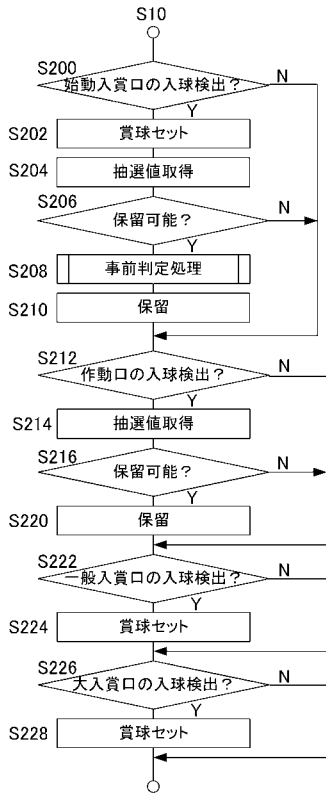 S10
S200
始動入賞口の入球検出?
N
Y
S202
賞球セット
S204
抽選値取得
S206
保留可能?
N
Y
S208
事前判定処理
S210
保留
S212
作動口の入球検出?
N
Y
S214
抽選値取得
S216
保留可能?
N
Y
S220
保留
S222
一般入賞口の入球検出?
N
Y
S224
賞球セット
S226
大入賞口の入球検出?
N
Y
S228
賞球セット